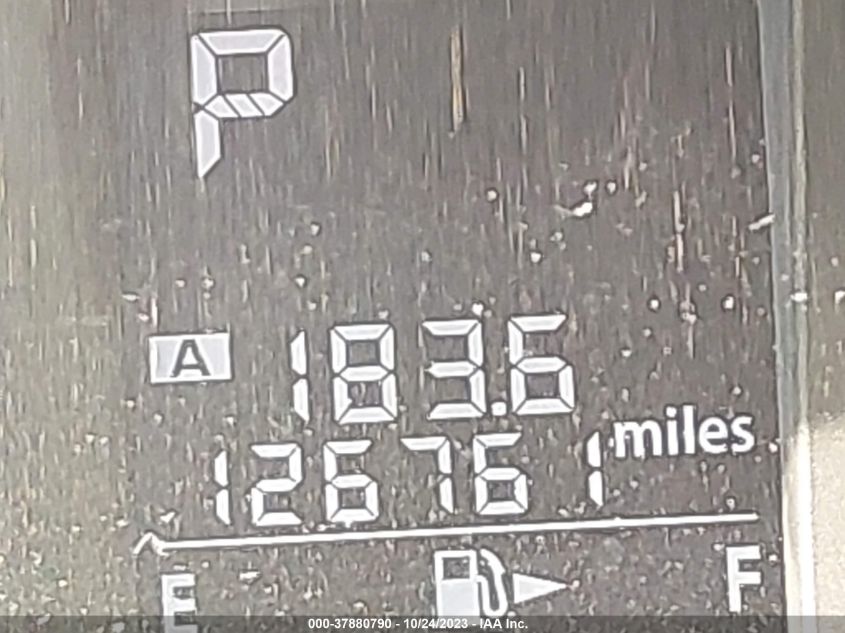 P
A 183.6
126761 miles
E F
000-37880790 - 10/24/2023 - IAA Inc.